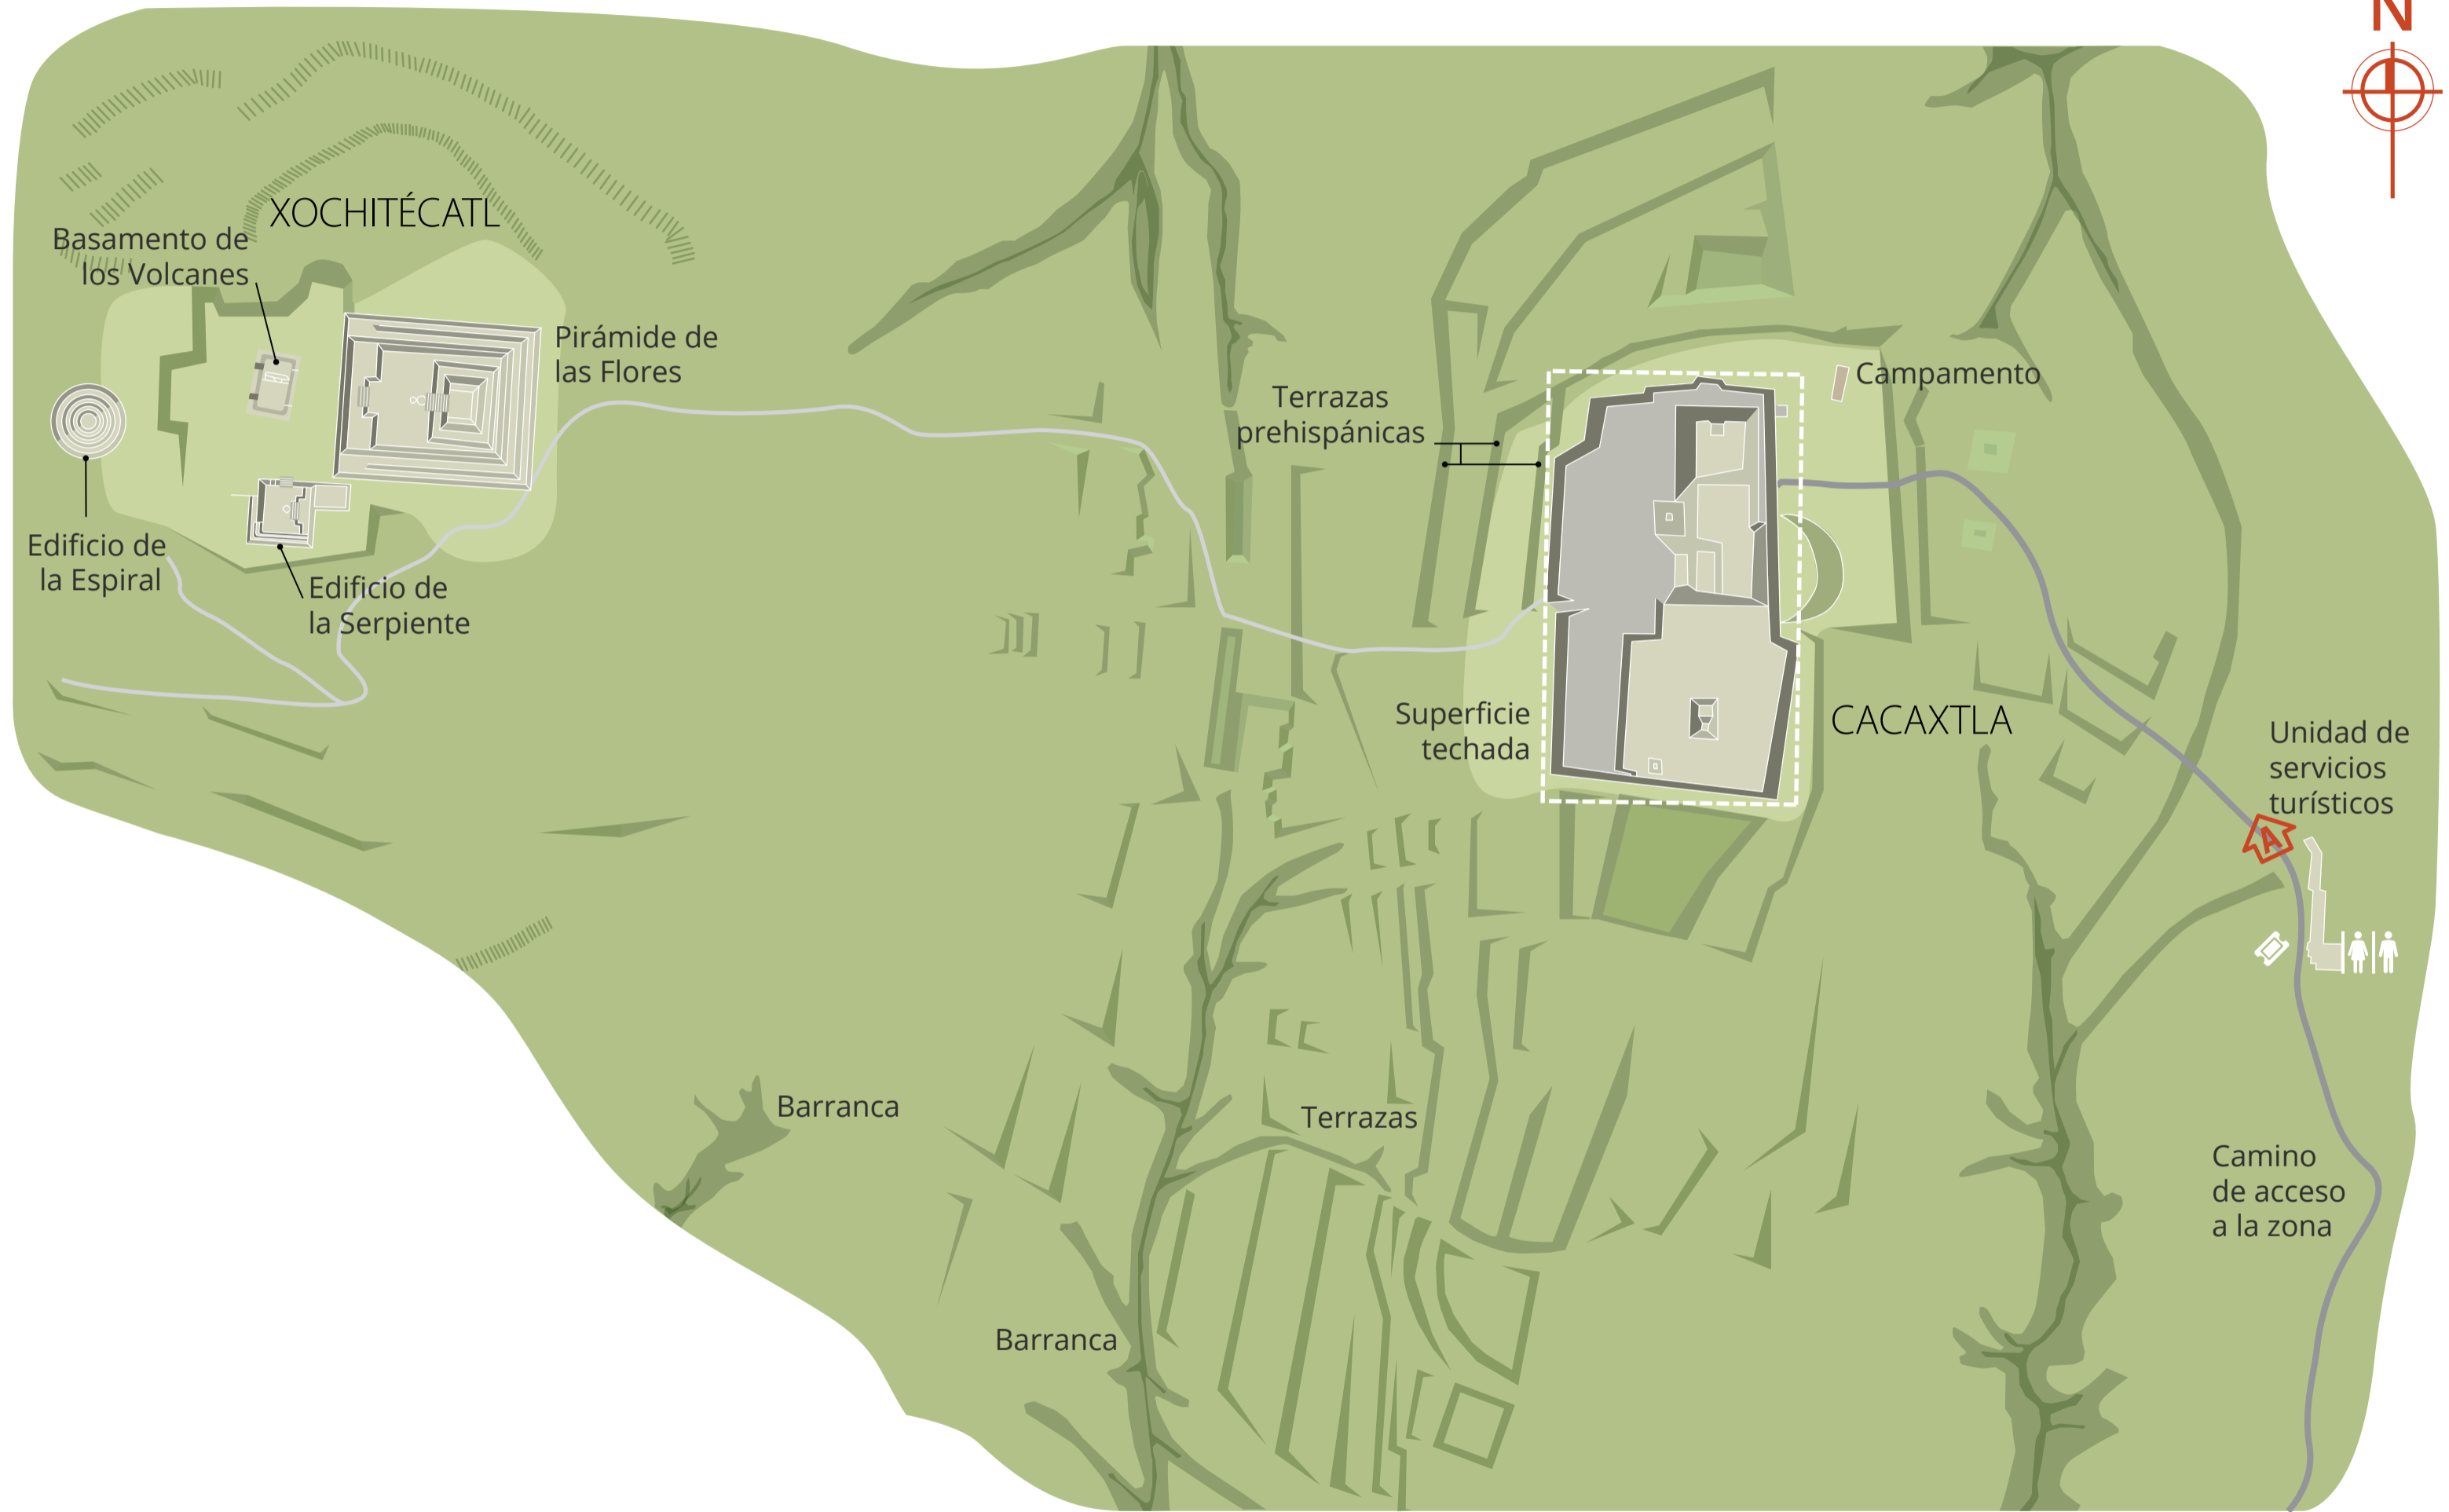 N
XOCHITÉCATL
Basamento de
los Volcanes
Pirámide de
las Flores
Edificio de
la Espiral
Edificio de
la Serpiente
Terrazas
prehispánicas
Campamento
Superficie
techada
CACAXTLA
Unidad de
servicios
turísticos
A
Barranca
Terrazas
Camino
de acceso
a la zona
Barranca